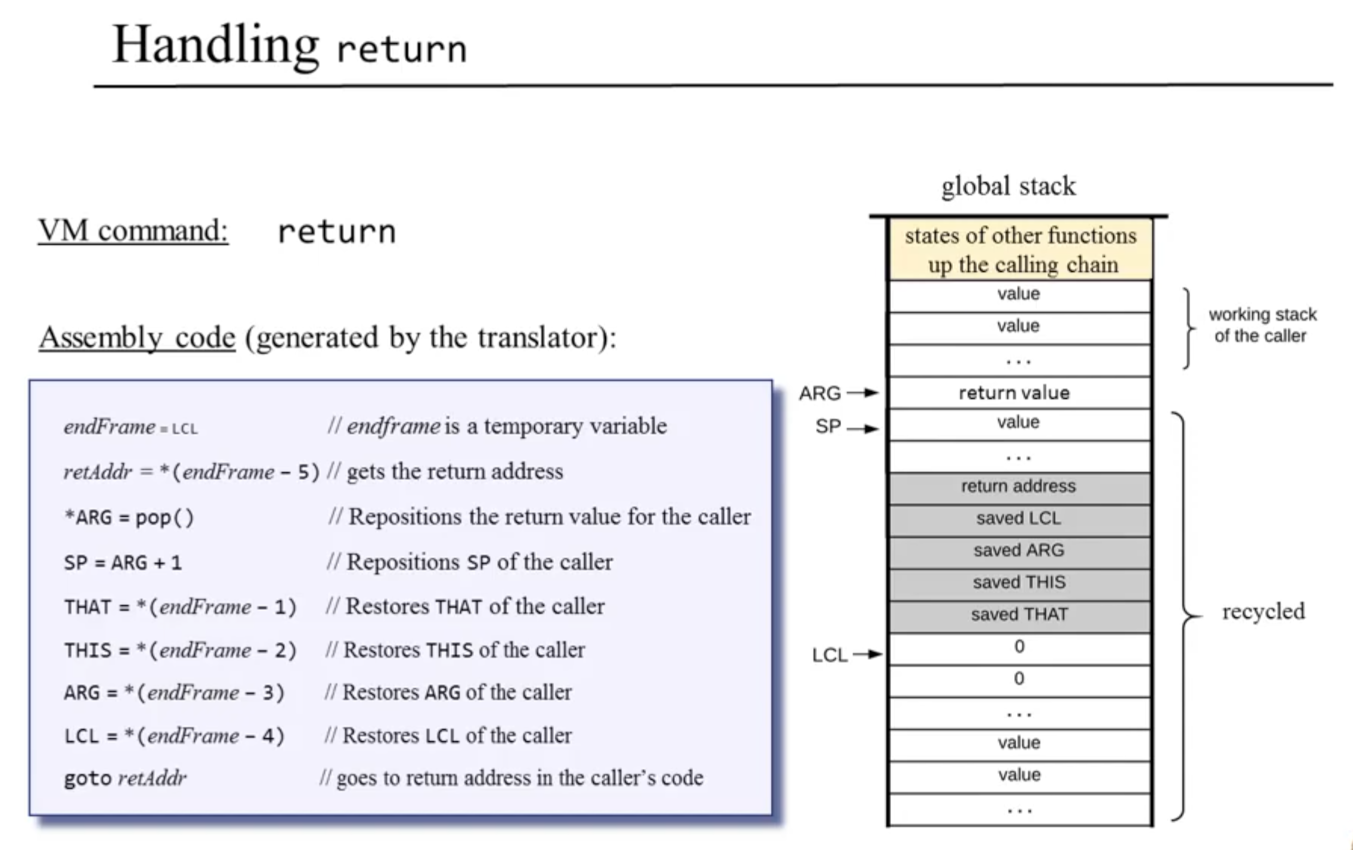 Handling return
VM command: return
Assembly code (generated by the translator):
endFrame = LCL // endframe is a temporary variable
retAddr = *(endFrame – 5) // gets the return address
*ARG = pop() // Repositions the return value for the caller
SP = ARG + 1 // Repositions SP of the caller
THAT = *(endFrame – 1) // Restores THAT of the caller
THIS = *(endFrame – 2) // Restores THIS of the caller
ARG = *(endFrame – 3) // Restores ARG of the caller
LCL = *(endFrame – 4) // Restores LCL of the caller
goto retAddr // goes to return address in the caller's code
global stack
states of other functions
up the calling chain
value
value
...
working stack
of the caller
ARG return value
SP value
...
return address
saved LCL
saved ARG
saved THIS
saved THAT
recycled
LCL 0
0
...
value
value
...